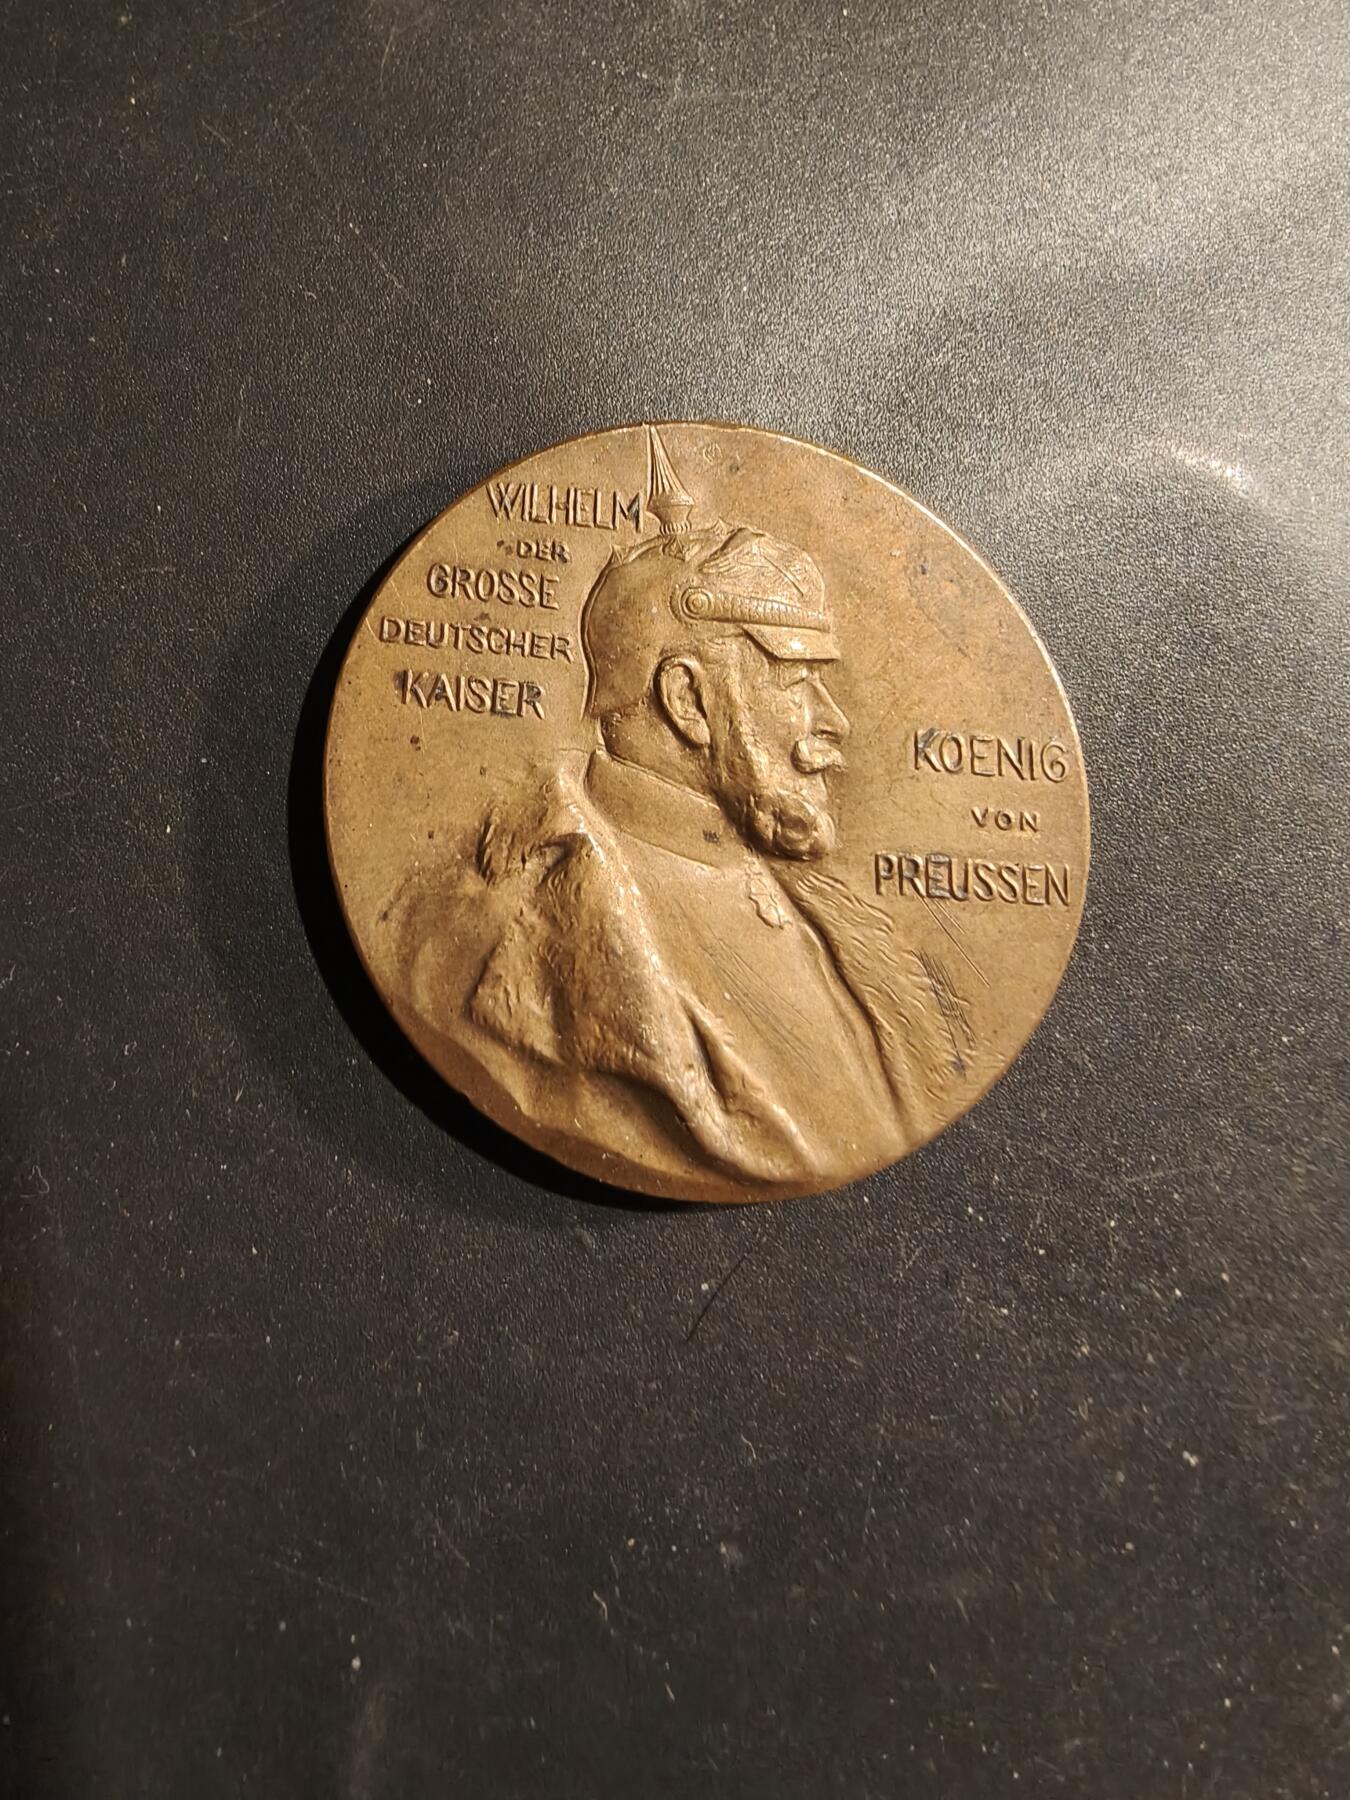 WILHELM
DER
GROSSE
DEUTSCHER
KAISER
KOENIG
VON
PREUSSEN